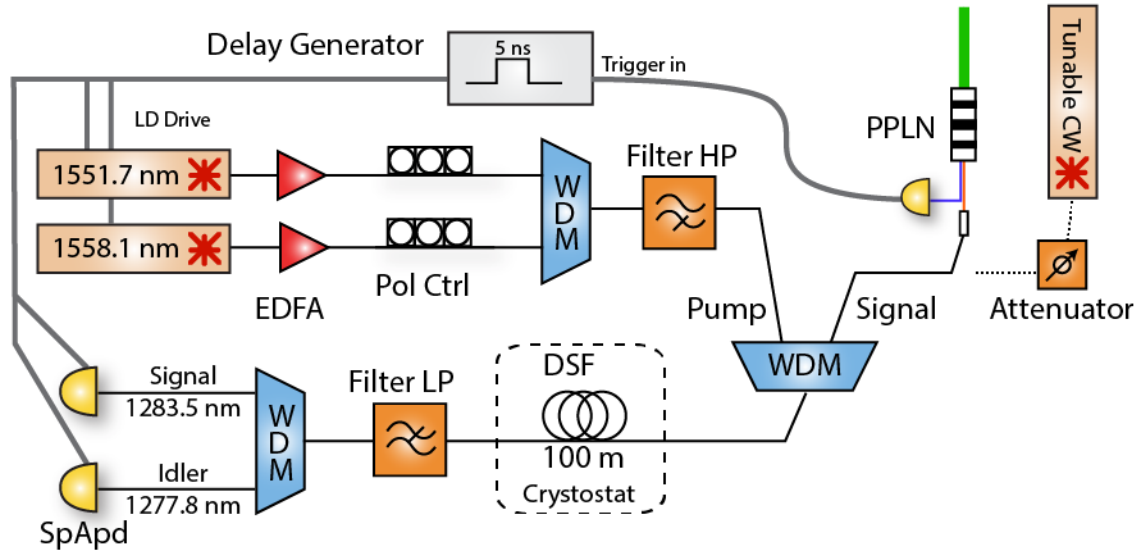 Delay Generator
5 ns
Trigger in
Tunable CW
LD Drive
PPLN
1551.7 nm
WDM
Filter HP
1558.1 nm
EDFA
Pol Ctrl
Pump
Signal
Attenuator
WDM
Signal
1283.5 nm
WDM
Filter LP
DSF
100 m
Crystostat
Idler
1277.8 nm
SpApd